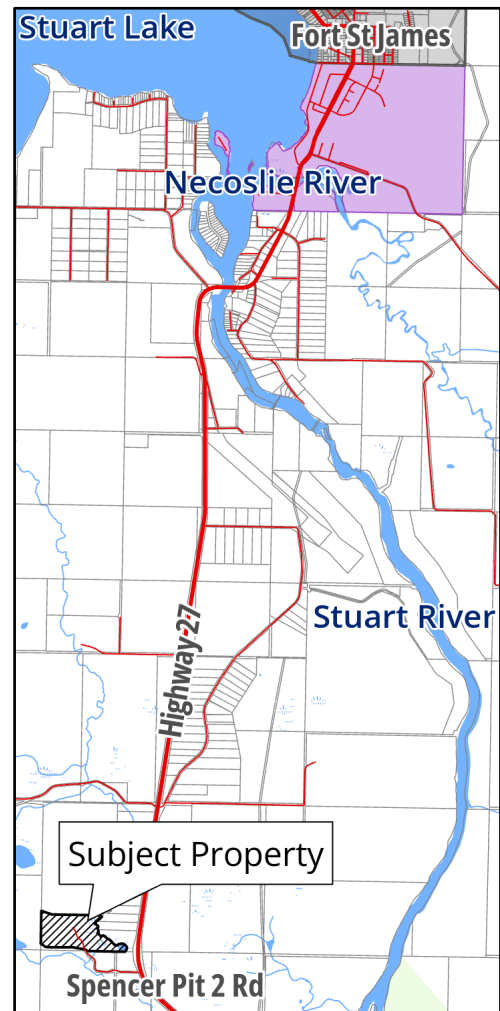 Stuart Lake
Fort St James
Necoslie River
Stuart River
Highway 27
Subject Property
Spencer Pit 2 Rd